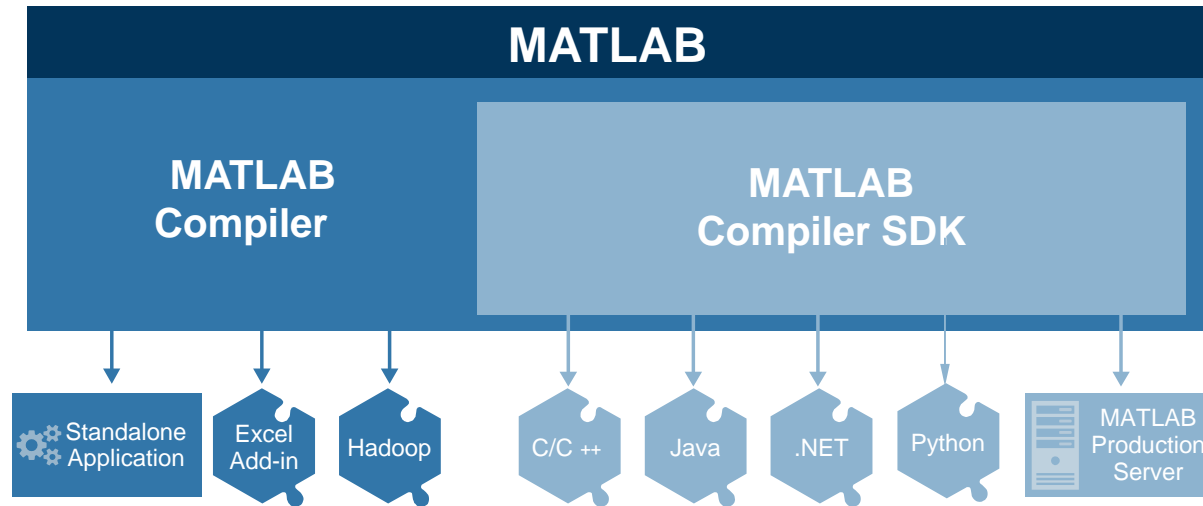 MATLAB
MATLAB
Compiler
MATLAB
Compiler SDK
Standalone
Application
Excel
Add-in
Hadoop
C/C ++
Java
.NET
Python
MATLAB
Production
Server